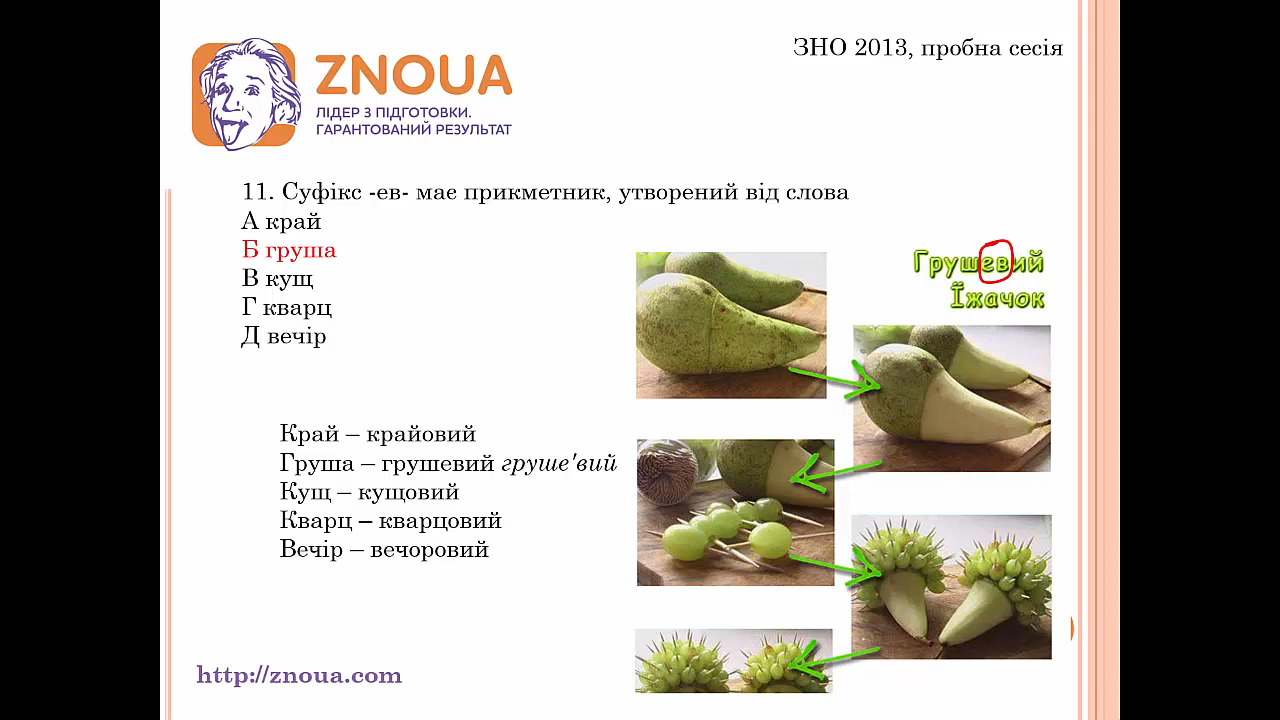 ZNOUA
ЛІДЕР З ПІДГОТОВКИ.
ГАРАНТОВАНИЙ РЕЗУЛЬТАТ
ЗНО 2013, пробна сесія
11. Суфікс -ев- має прикметник, утворений від слова
А край
Б груша
В кущ
Г кварц
Д вечір
Грушевий
Їжачок
Край – крайовий
Груша – грушевий груше'вий
Кущ – кущовий
Кварц – кварцовий
Вечір – вечоровий
http://znoua.com